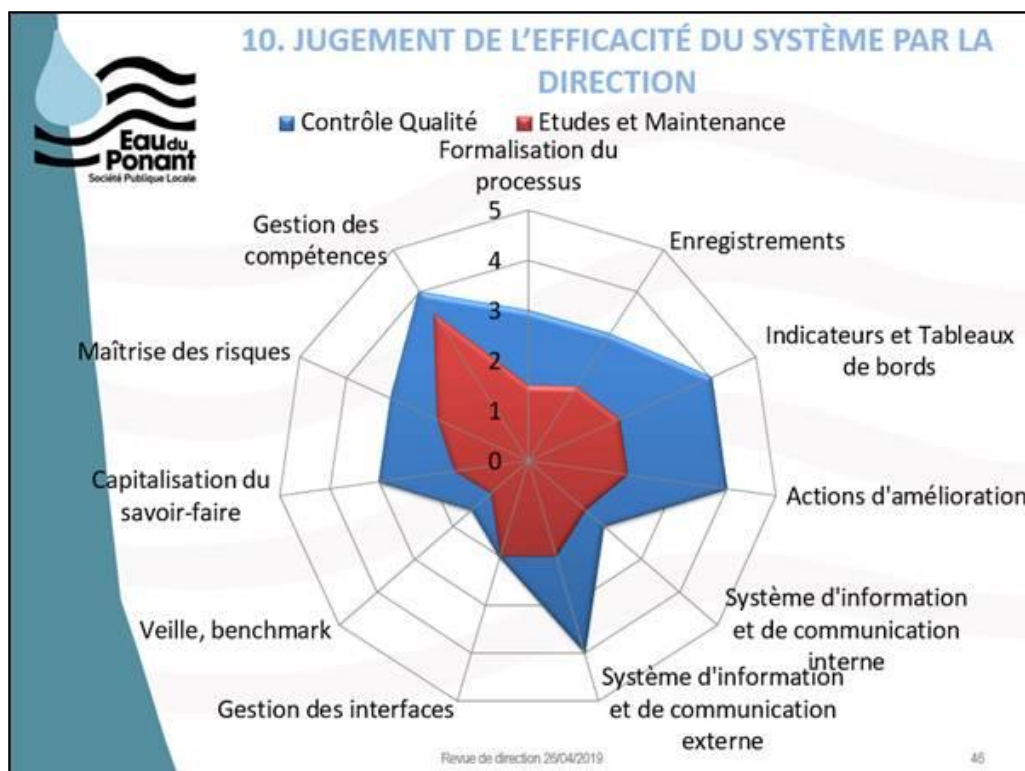 10. JUGEMENT DE L'EFFICACITÉ DU SYSTÈME PAR LA
DIRECTION
Eau du
Ponant
Société Publique Locale
Contrôle Qualité
Etudes et Maintenance
Formalisation du
processus
Enregistrements
Indicateurs et Tableaux
de bords
Actions d'amélioration
Système d'information
et de communication
interne
Système d'information
et de communication
externe
Gestion des interfaces
Veille, benchmark
Capitalisation du
savoir-faire
Maîtrise des risques
Gestion des
compétences
5
4
3
2
1
0
Revue de direction 26/04/2019
46